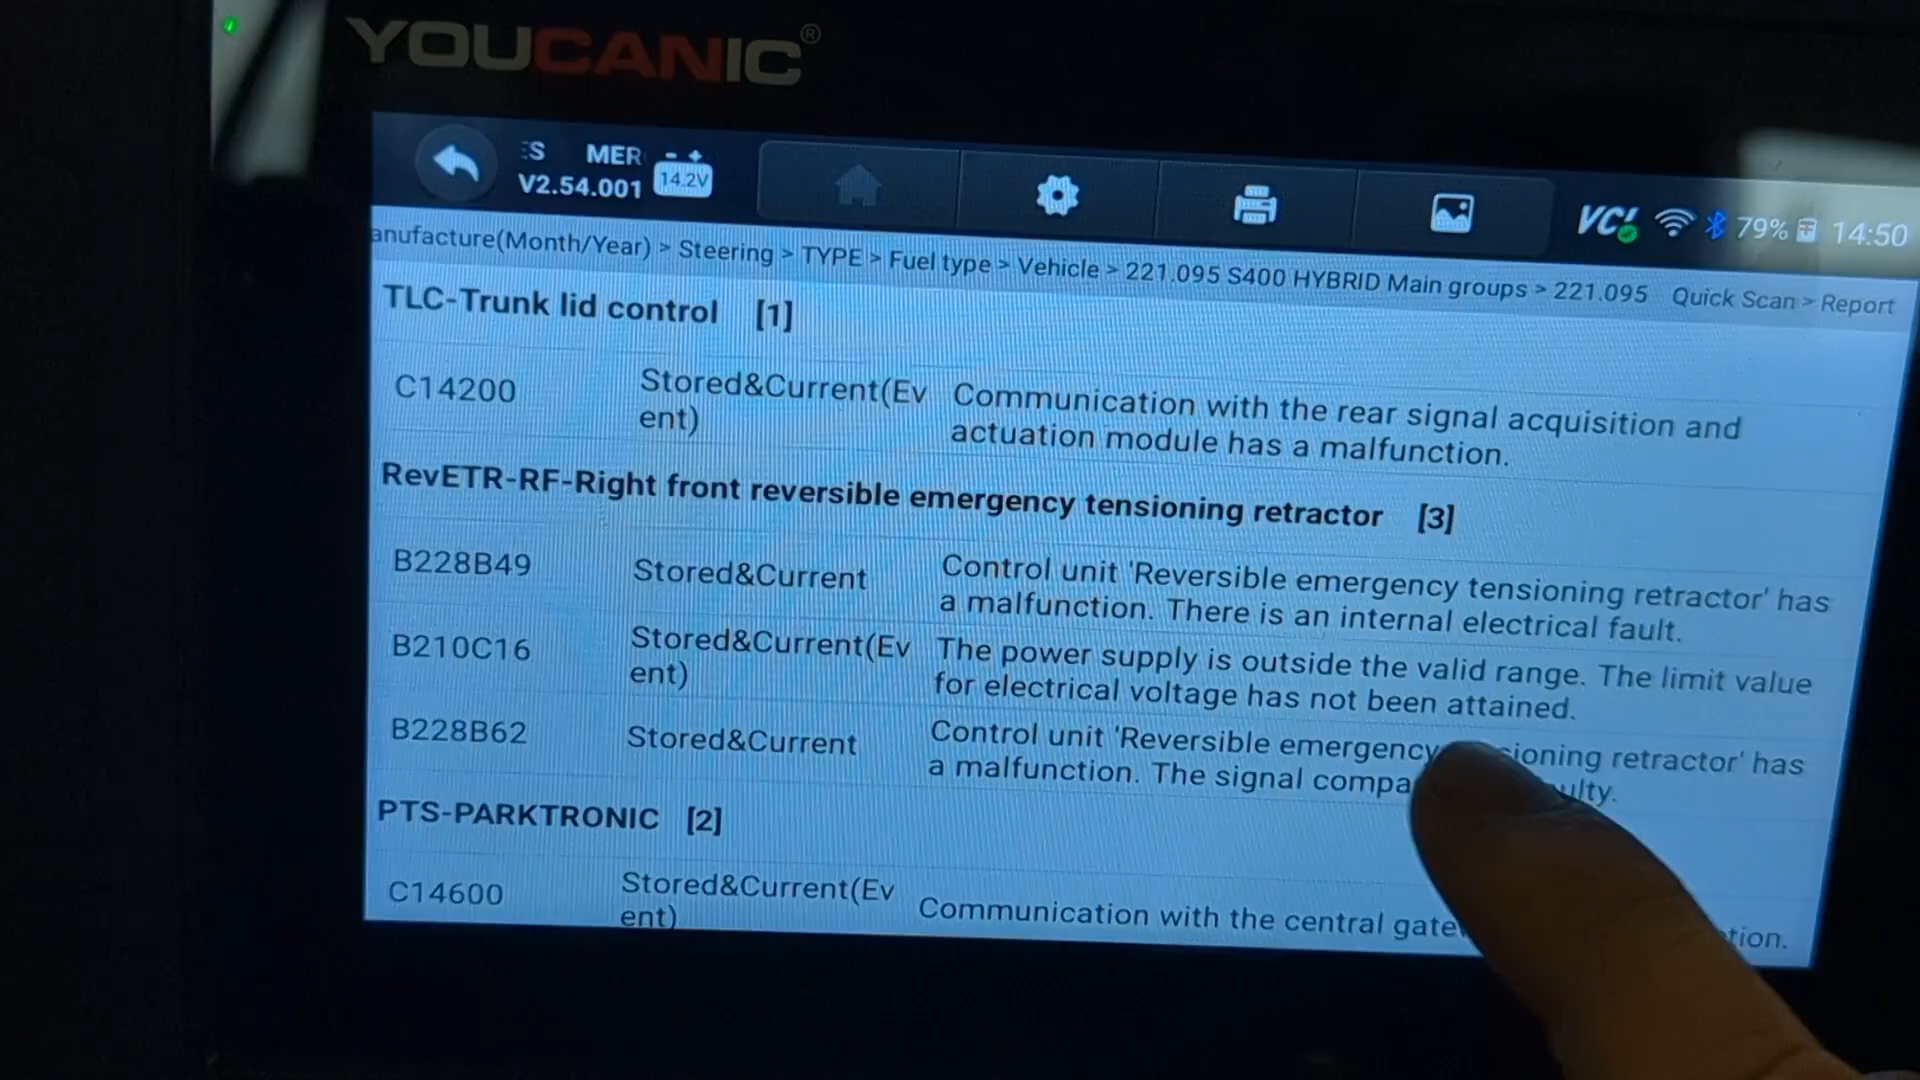 YOUCANIC®
ES MER
V2.54.001
14.2V
VCI
79%
14:50
anufacture(Month/Year) > Steering > TYPE > Fuel type > Vehicle > 221.095 S400 HYBRID Main groups > 221.095 Quick Scan > Report
TLC-Trunk lid control [1]
C14200
Stored&Current(Ev
ent)
Communication with the rear signal acquisition and
actuation module has a malfunction.
RevETR-RF-Right front reversible emergency tensioning retractor [3]
B228B49
Stored&Current
Control unit 'Reversible emergency tensioning retractor' has
a malfunction. There is an internal electrical fault.
B210C16
Stored&Current(Ev
ent)
The power supply is outside the valid range. The limit value
for electrical voltage has not been attained.
B228B62
Stored&Current
Control unit 'Reversible emergency sioning retractor' has
a malfunction. The signal compa ulty.
PTS-PARKTRONIC [2]
C14600
Stored&Current(Ev
ent)
Communication with the central gate tion.